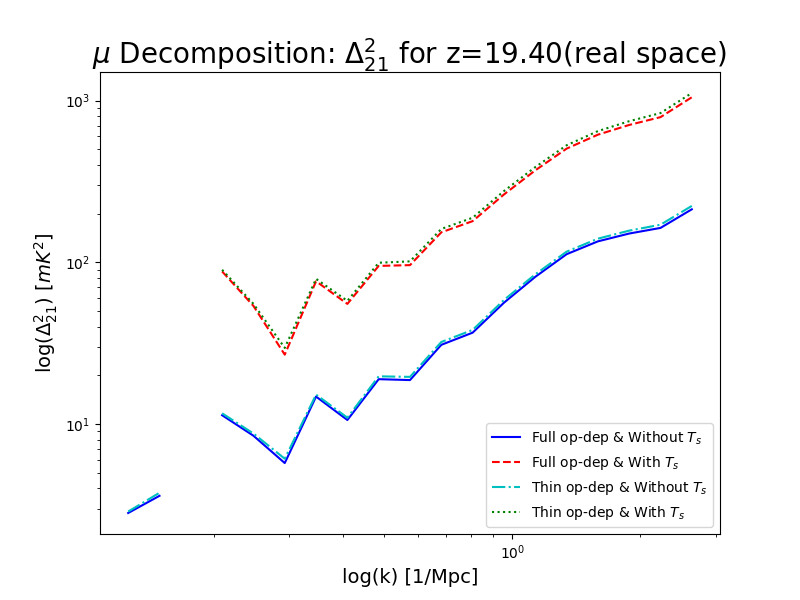 μ Decomposition: Δ²₂₁ for z=19.40(real space)
log(Δ²₂₁) [mK²]
10³
10²
10¹
Full op-dep & Without Tₛ
Full op-dep & With Tₛ
Thin op-dep & Without Tₛ
Thin op-dep & With Tₛ
10⁰
log(k) [1/Mpc]